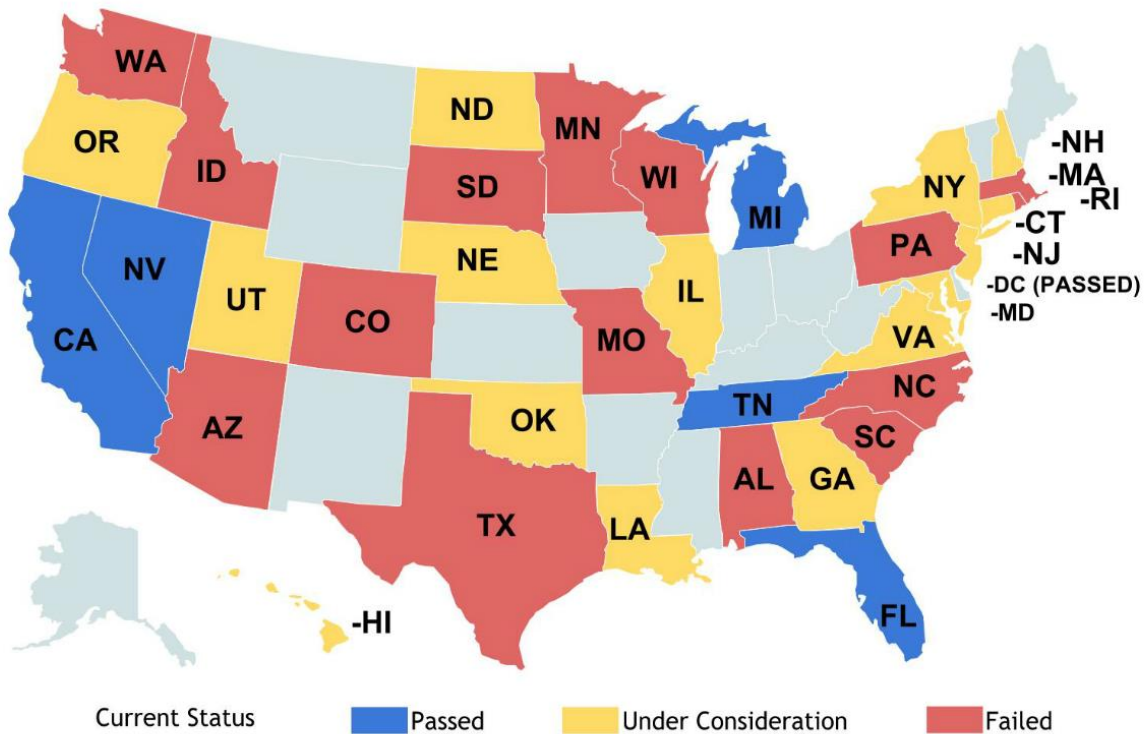 WA
ND
MN
OR
ID
SD
WI
MI
NY
-NH
-MA
-RI
-CT
-NJ
PA
-DC (PASSED)
-MD
NV
UT
NE
IL
CA
CO
MO
VA
AZ
OK
TN
NC
SC
TX
LA
AL
GA
FL
-HI
Current Status
Passed
Under Consideration
Failed